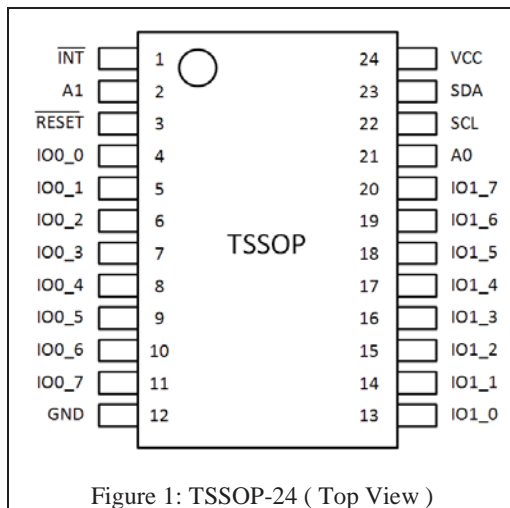 INT 1 24 VCC
A1 2 23 SDA
RESET 3 22 SCL
IO0_0 4 21 A0
IO0_1 5 20 IO1_7
IO0_2 6 19 IO1_6
IO0_3 7 TSSOP 18 IO1_5
IO0_4 8 17 IO1_4
IO0_5 9 16 IO1_3
IO0_6 10 15 IO1_2
IO0_7 11 14 IO1_1
GND 12 13 IO1_0
Figure 1: TSSOP-24 ( Top View )